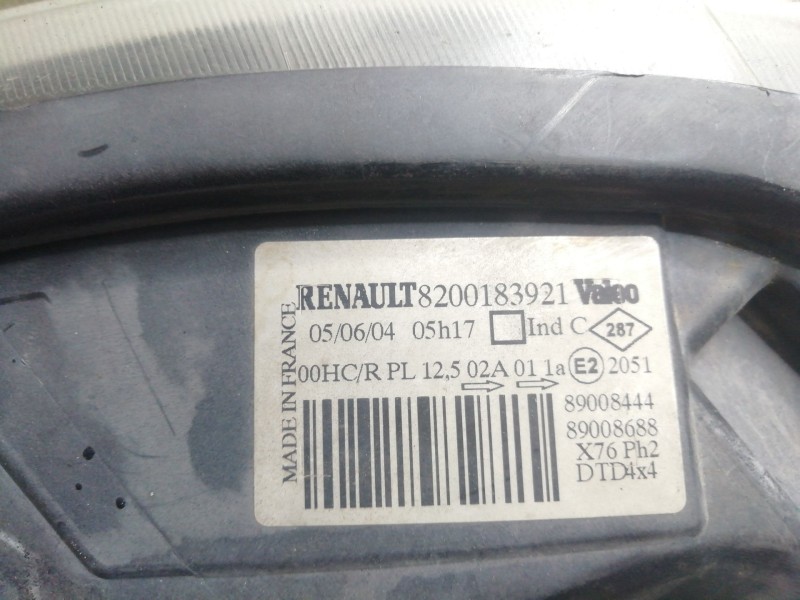 RENAULT 8200183921 Valeo
05/06/04 05h17 Ind C 287
00HC/R PL 12,5 02A 01 1a E2 2051
89008444
89008688
X76 Ph2
DTD4x4
MADE IN FRANCE